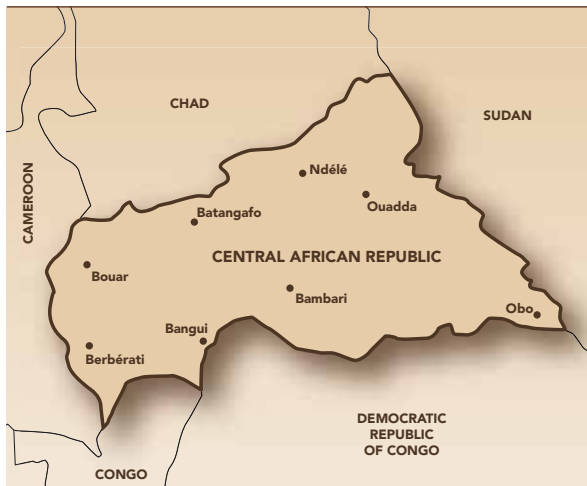 CHAD
SUDAN
CAMEROON
Ndélé
Ouadda
Batangafo
CENTRAL AFRICAN REPUBLIC
Bouar
Bambari
Obo
Bangui
Berbérati
DEMOCRATIC
REPUBLIC
OF CONGO
CONGO